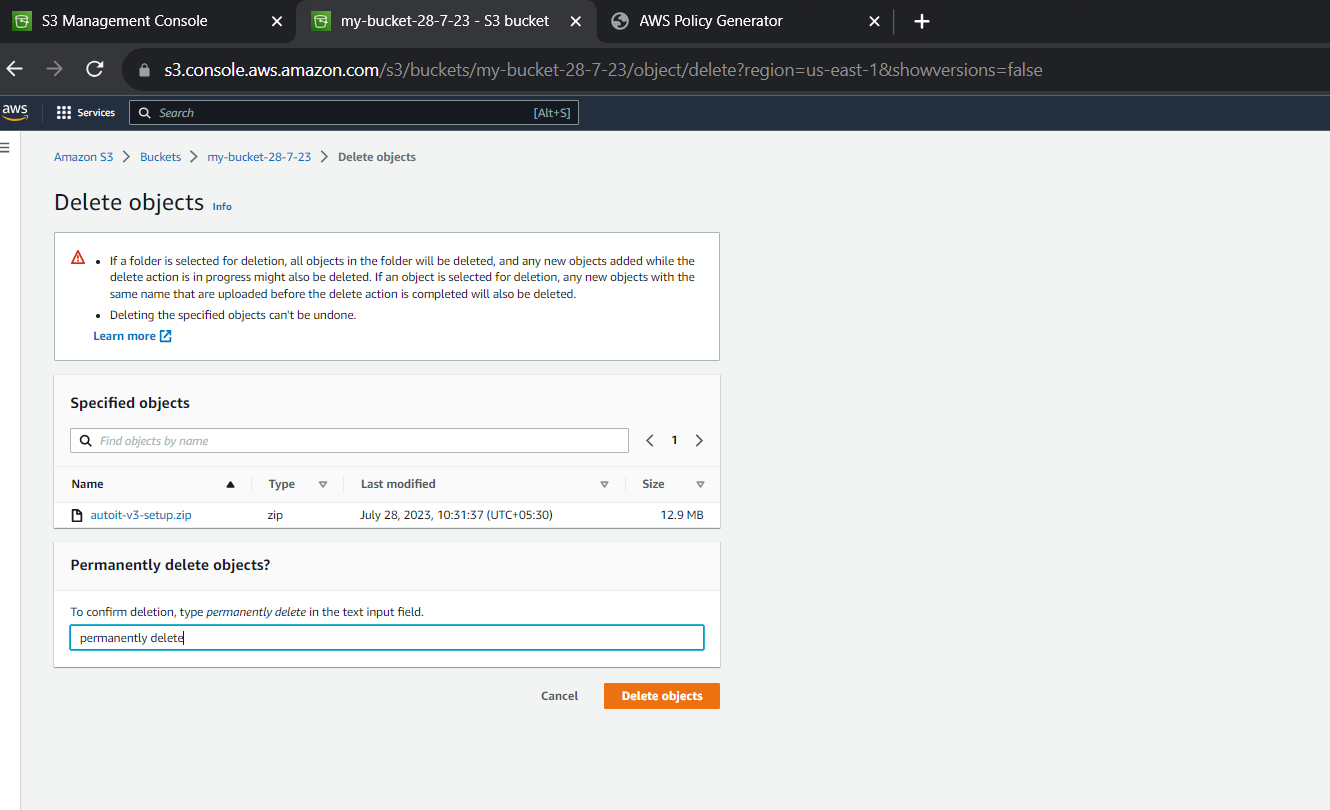 S3 Management Console
my-bucket-28-7-23 - S3 bucket
AWS Policy Generator
s3.console.aws.amazon.com/s3/buckets/my-bucket-28-7-23/object/delete?region=us-east-1&showversions=false
aws
Services
Search
[Alt+S]
Amazon S3 > Buckets > my-bucket-28-7-23 > Delete objects
Delete objects Info
• If a folder is selected for deletion, all objects in the folder will be deleted, and any new objects added while the
delete action is in progress might also be deleted. If an object is selected for deletion, any new objects with the
same name that are uploaded before the delete action is completed will also be deleted.
• Deleting the specified objects can't be undone.
Learn more
Specified objects
Find objects by name
< 1 >
Name Type Last modified Size
autoit-v3-setup.zip zip July 28, 2023, 10:31:37 (UTC+05:30) 12.9 MB
Permanently delete objects?
To confirm deletion, type permanently delete in the text input field.
permanently delete
Cancel Delete objects